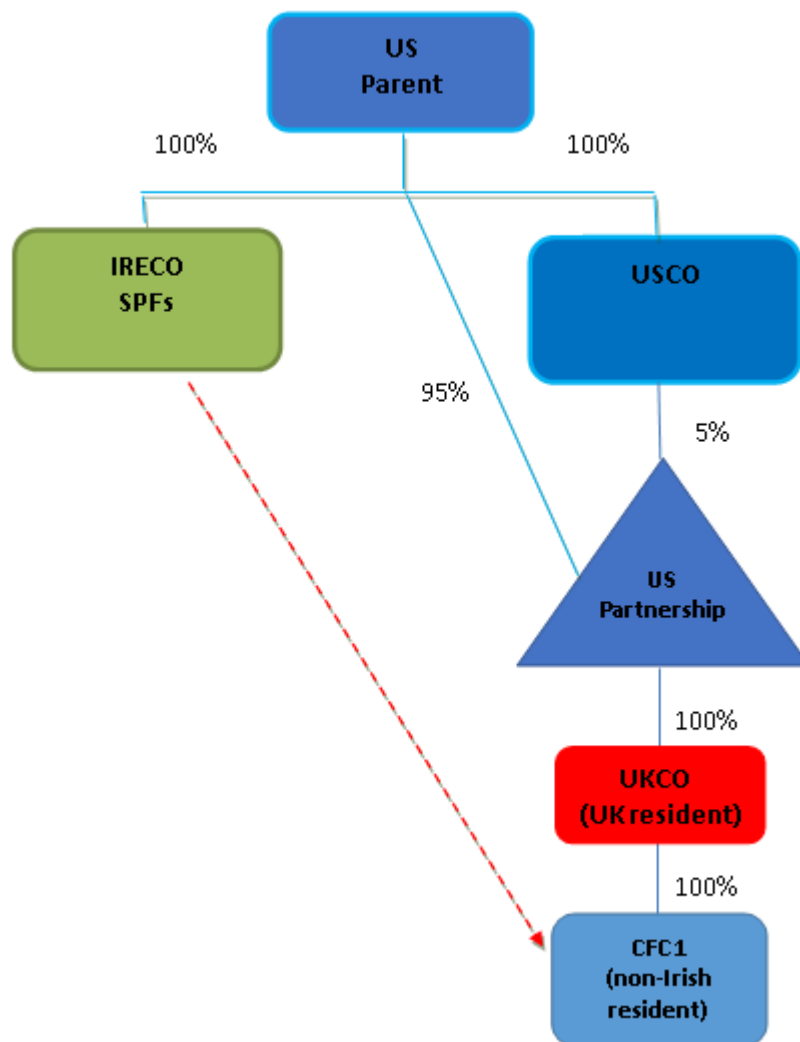 US
Parent
100%
100%
IRECO
SPFs
USCO
95%
5%
US
Partnership
100%
UKCO
(UK resident)
100%
CFC1
(non-Irish
resident)